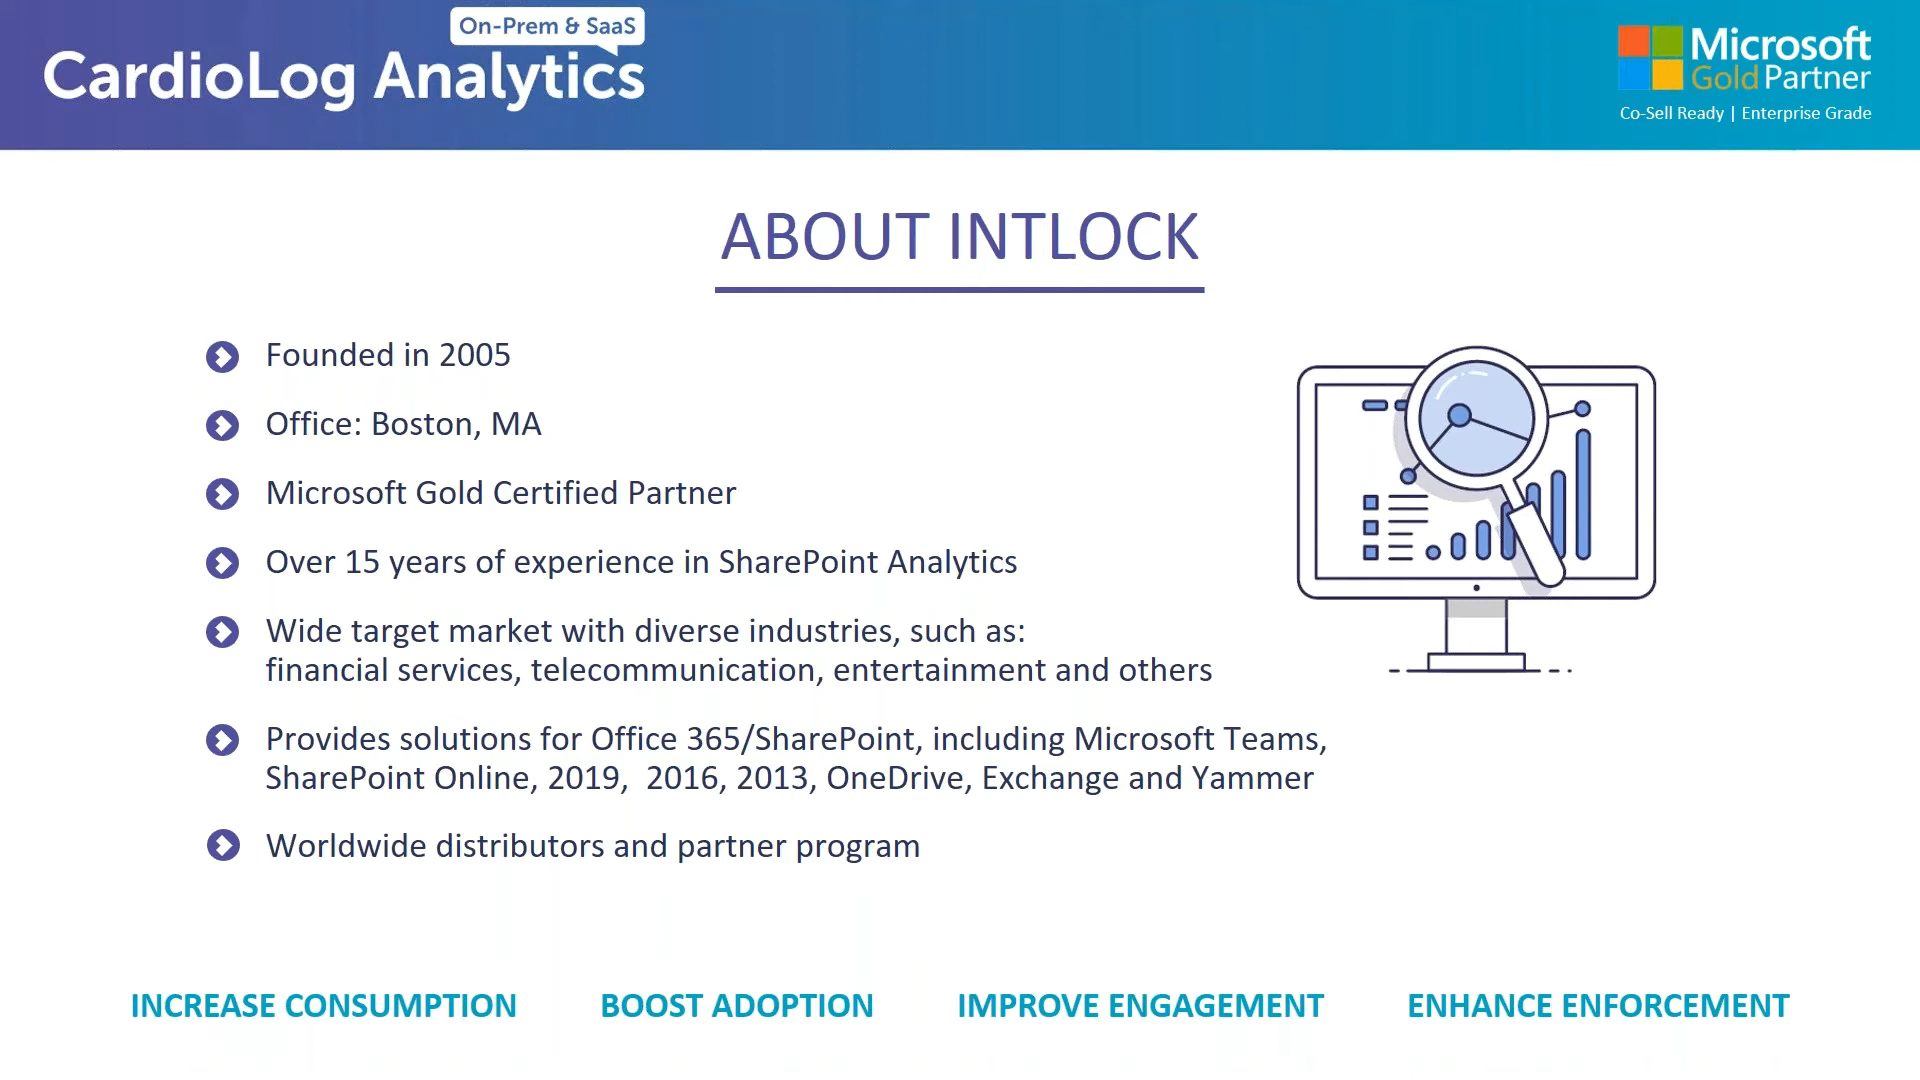 On-Prem & SaaS
CardioLog Analytics
Microsoft
Gold Partner
Co-Sell Ready | Enterprise Grade
ABOUT INTLOCK
Founded in 2005
Office: Boston, MA
Microsoft Gold Certified Partner
Over 15 years of experience in SharePoint Analytics
Wide target market with diverse industries, such as:
financial services, telecommunication, entertainment and others
Provides solutions for Office 365/SharePoint, including Microsoft Teams,
SharePoint Online, 2019,  2016, 2013, OneDrive, Exchange and Yammer
Worldwide distributors and partner program
INCREASE CONSUMPTION BOOST ADOPTION IMPROVE ENGAGEMENT ENHANCE ENFORCEMENT